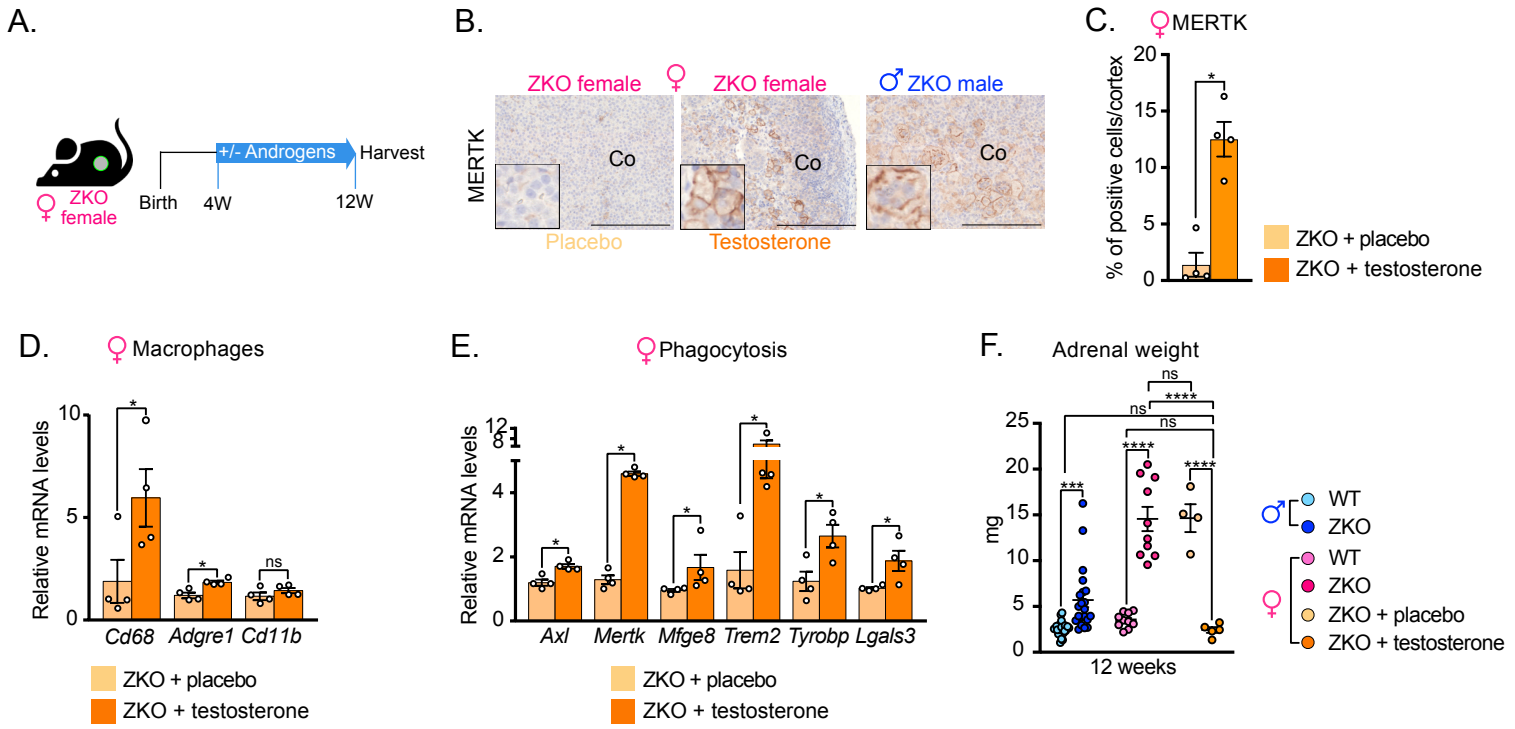 A.
♀ ZKO
female
Birth
4W
+/- Androgens
12W
Harvest
B.
ZKO female
♀
ZKO female
♂ ZKO male
MERTK
Co
Co
Co
Placebo
Testosterone
C.
♀ MERTK
% of positive cells/cortex
20
15
10
5
0
*
ZKO + placebo
ZKO + testosterone
D.
♀ Macrophages
Relative mRNA levels
10
5
0
*
*
ns
Cd68 Adgre1 Cd11b
ZKO + placebo
ZKO + testosterone
E.
♀ Phagocytosis
Relative mRNA levels
12
8
4
2
0
*
*
*
*
*
*
Axl Mertk Mfge8 Trem2 Tyrobp Lgals3
ZKO + placebo
ZKO + testosterone
F.
Adrenal weight
mg
25
20
15
10
5
0
ns
****
ns
ns
***
****
****
12 weeks
♂
WT
ZKO
♀
WT
ZKO
ZKO + placebo
ZKO + testosterone